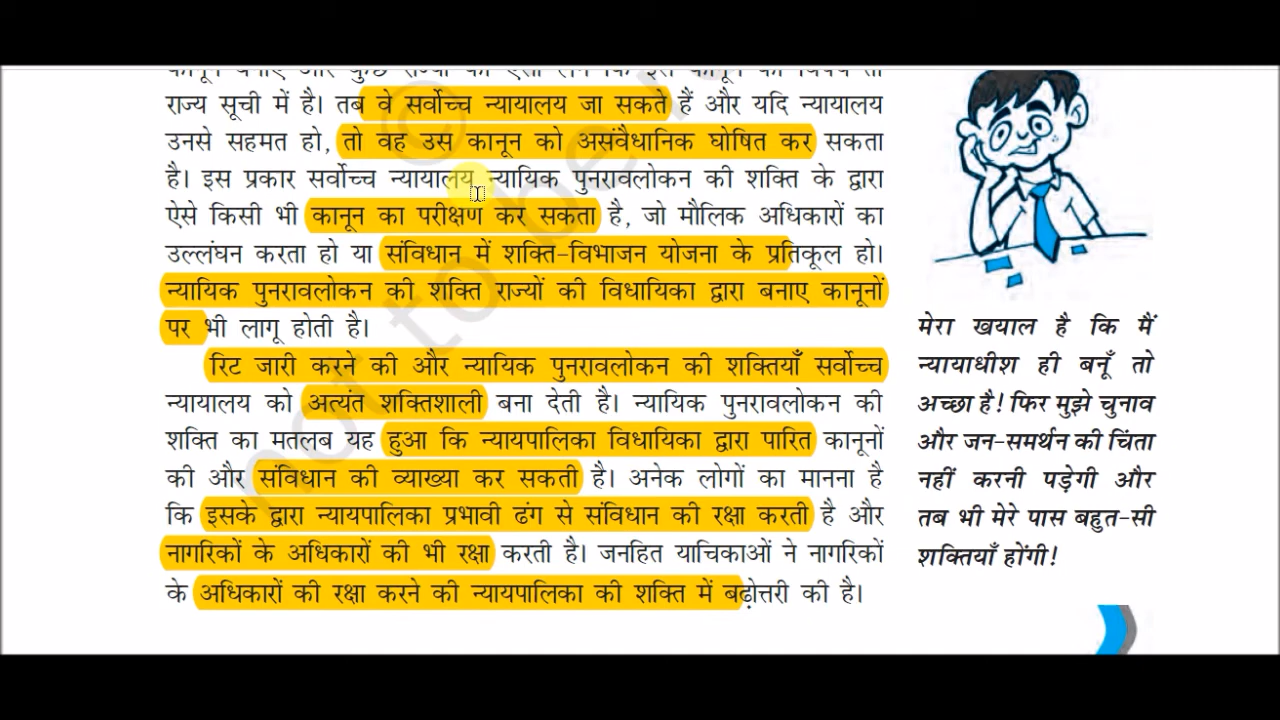 राज्य सूची में है। तब वे सर्वोच्च न्यायालय जा सकते हैं और यदि न्यायालय
उनसे सहमत हो, तो वह उस कानून को असंवैधानिक घोषित कर सकता
है। इस प्रकार सर्वोच्च न्यायालय न्यायिक पुनरावलोकन की शक्ति के द्वारा
ऐसे किसी भी कानून का परीक्षण कर सकता है, जो मौलिक अधिकारों का
उल्लंघन करता हो या संविधान में शक्ति-विभाजन योजना के प्रतिकूल हो।
न्यायिक पुनरावलोकन की शक्ति राज्यों की विधायिका द्वारा बनाए कानूनों
पर भी लागू होती है।
रिट जारी करने की और न्यायिक पुनरावलोकन की शक्तियाँ सर्वोच्च
न्यायालय को अत्यंत शक्तिशाली बना देती है। न्यायिक पुनरावलोकन की
शक्ति का मतलब यह हुआ कि न्यायपालिका विधायिका द्वारा पारित कानूनों
की और संविधान की व्याख्या कर सकती है। अनेक लोगों का मानना है
कि इसके द्वारा न्यायपालिका प्रभावी ढंग से संविधान की रक्षा करती है और
नागरिकों के अधिकारों की भी रक्षा करती है। जनहित याचिकाओं ने नागरिकों
के अधिकारों की रक्षा करने की न्यायपालिका की शक्ति में बढ़ोत्तरी की है।
मेरा खयाल है कि मैं
न्यायाधीश ही बनूँ तो
अच्छा है! फिर मुझे चुनाव
और जन-समर्थन की चिंता
नहीं करनी पड़ेगी और
तब भी मेरे पास बहुत-सी
शक्तियाँ होंगी!
© not to be